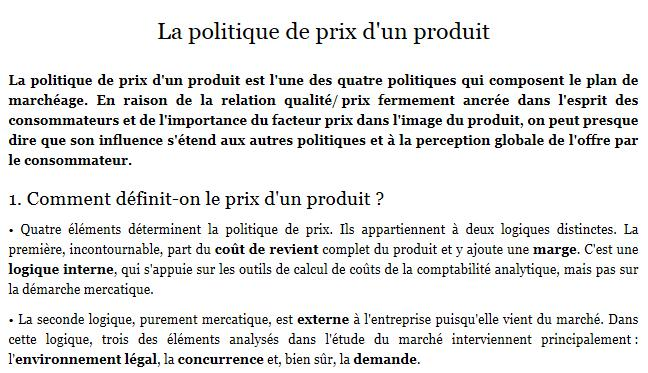 La politique de prix d'un produit
La politique de prix d'un produit est l'une des quatre politiques qui composent le plan de
marchéage. En raison de la relation qualité/ prix fermement ancrée dans l'esprit des
consommateurs et de l'importance du facteur prix dans l'image du produit, on peut presque
dire que son influence s'étend aux autres politiques et à la perception globale de l'offre par
le consommateur.
1. Comment définit-on le prix d'un produit ?
• Quatre éléments déterminent la politique de prix. Ils appartiennent à deux logiques distinctes. La
première, incontournable, part du coût de revient complet du produit et y ajoute une marge. C'est une
logique interne, qui s'appuie sur les outils de calcul de coûts de la comptabilité analytique, mais pas sur
la démarche mercatique.
• La seconde logique, purement mercatique, est externe à l'entreprise puisqu'elle vient du marché. Dans
cette logique, trois des éléments analysés dans l'étude du marché interviennent principalement :
l'environnement légal, la concurrence et, bien sûr, la demande.